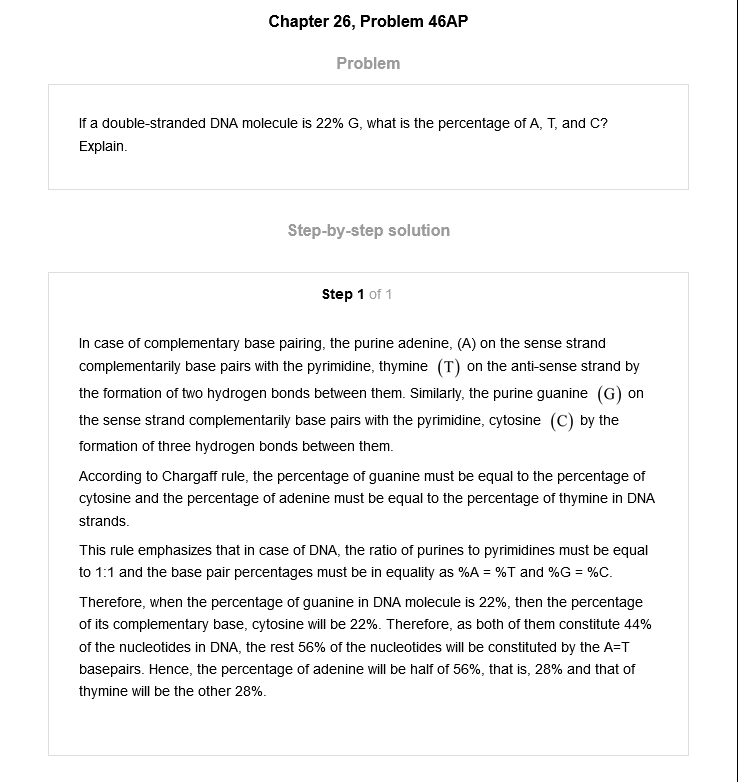 Chapter 26, Problem 46AP
Problem
If a double-stranded DNA molecule is 22% G, what is the percentage of A, T, and C?
Explain.
Step-by-step solution
Step 1 of 1
In case of complementary base pairing, the purine adenine, (A) on the sense strand
complementarily base pairs with the pyrimidine, thymine (T) on the anti-sense strand by
the formation of two hydrogen bonds between them. Similarly, the purine guanine (G) on
the sense strand complementarily base pairs with the pyrimidine, cytosine (C) by the
formation of three hydrogen bonds between them.
According to Chargaff rule, the percentage of guanine must be equal to the percentage of
cytosine and the percentage of adenine must be equal to the percentage of thymine in DNA
strands.
This rule emphasizes that in case of DNA, the ratio of purines to pyrimidines must be equal
to 1:1 and the base pair percentages must be in equality as %A = %T and %G = %C.
Therefore, when the percentage of guanine in DNA molecule is 22%, then the percentage
of its complementary base, cytosine will be 22%. Therefore, as both of them constitute 44%
of the nucleotides in DNA, the rest 56% of the nucleotides will be constituted by the A=T
basepairs. Hence, the percentage of adenine will be half of 56%, that is, 28% and that of
thymine will be the other 28%.